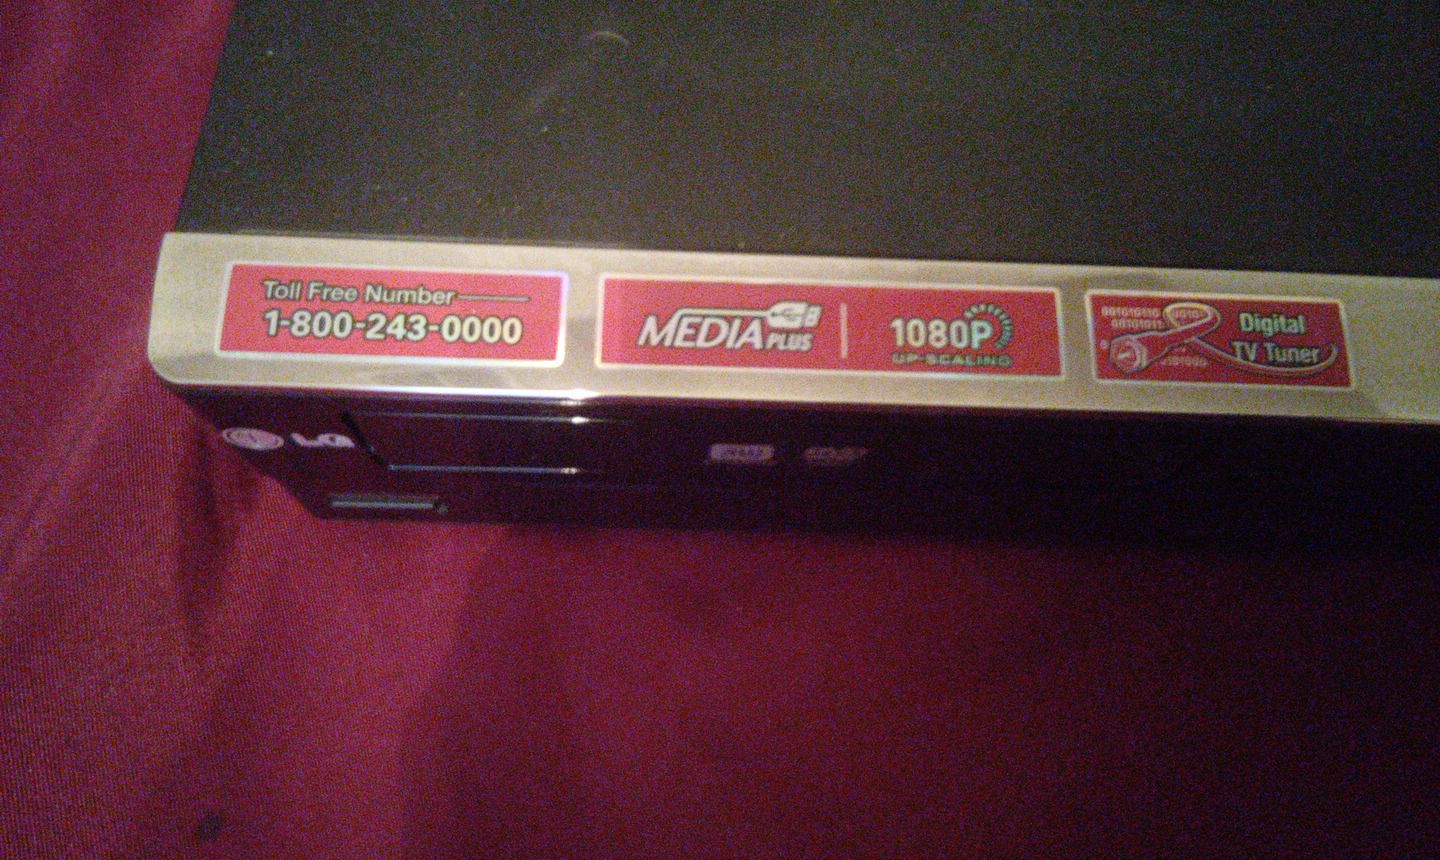 Toll Free Number
1-800-243-0000
MEDIA PLUS
1080P
UP-SCALING
Digital
TV Tuner
LG